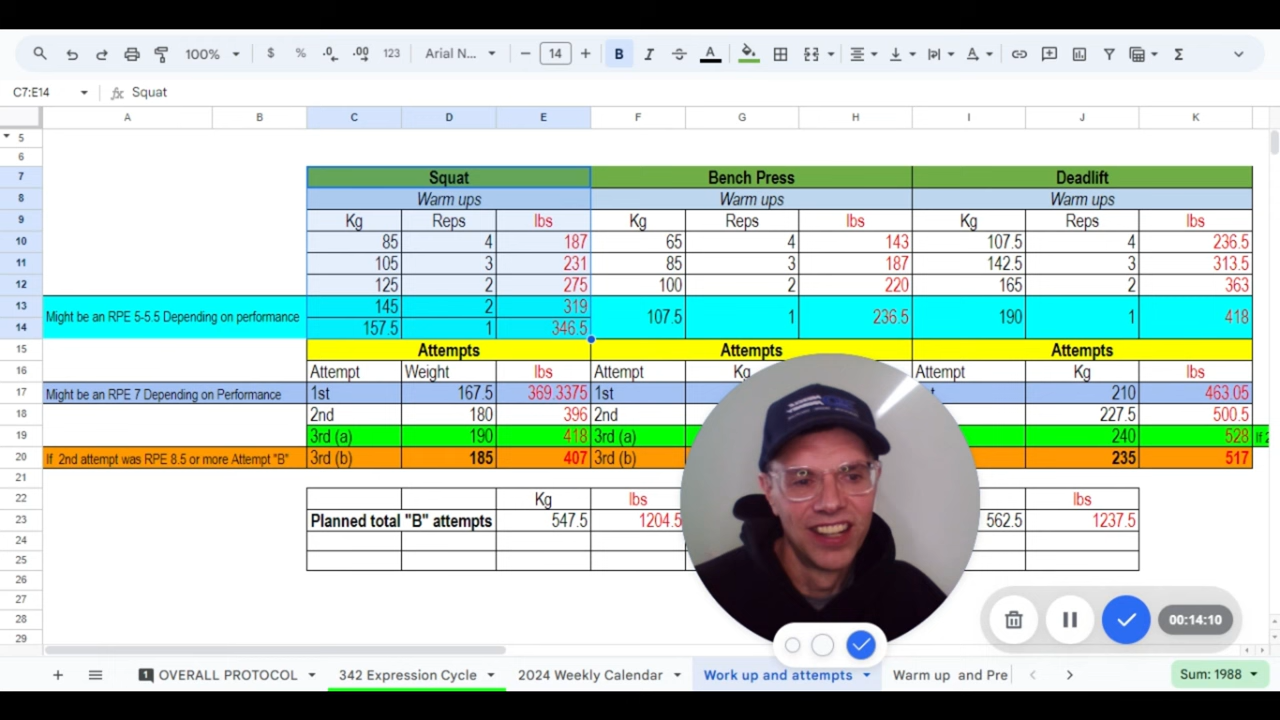 100% $ % .0 .00 123 Arial N... 14 B I A Σ
C7:E14 fx Squat
A B C D E F G H I J K
5
6
7 Squat Bench Press Deadlift
8 Warm ups Warm ups Warm ups
9 Kg Reps lbs Kg Reps lbs Kg Reps lbs
10 85 4 187 65 4 143 107.5 4 236.5
11 105 3 231 85 3 187 142.5 3 313.5
12 125 2 275 100 2 220 165 2 363
13 Might be an RPE 5-5.5 Depending on performance 145 2 319 107.5 1 236.5 190 1 418
14 157.5 1 346.5
15 Attempts Attempts Attempts
16 Attempt Weight lbs Attempt Kg Attempt Kg lbs
17 Might be an RPE 7 Depending on Performance 1st 167.5 369.3375 1st 210 463.05
18 2nd 180 396 2nd 227.5 500.5
19 3rd (a) 190 418 3rd (a) 240 528 If 2
20 If 2nd attempt was RPE 8.5 or more Attempt "B" 3rd (b) 185 407 3rd (b) 235 517
21
22 Kg lbs lbs
23 Planned total "B" attempts 547.5 1204.5 562.5 1237.5
24
25
26
27
28
29
00:14:10
+ 1 OVERALL PROTOCOL 342 Expression Cycle 2024 Weekly Calendar Work up and attempts Warm up and Pre Sum: 1988